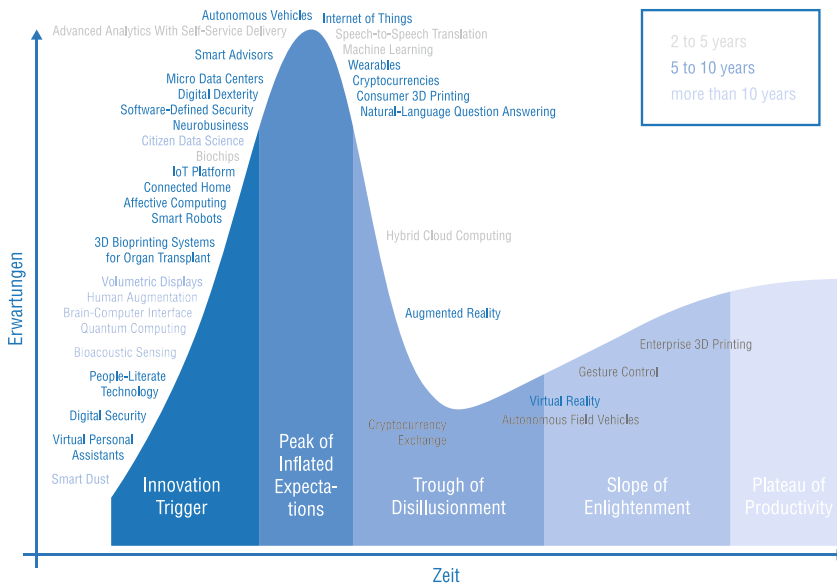 Autonomous Vehicles
Internet of Things
Advanced Analytics With Self-Service Delivery
Speech-to-Speech Translation
Machine Learning
Smart Advisors
Wearables
Micro Data Centers
Cryptocurrencies
Digital Dexterity
Consumer 3D Printing
Software-Defined Security
Natural-Language Question Answering
Neurobusiness
Citizen Data Science
Biochips
IoT Platform
Connected Home
Affective Computing
Smart Robots
3D Bioprinting Systems
for Organ Transplant
Volumetric Displays
Human Augmentation
Brain-Computer Interface
Quantum Computing
Bioacoustic Sensing
People-Literate
Technology
Digital Security
Virtual Personal
Assistants
Smart Dust
2 to 5 years
5 to 10 years
more than 10 years
Hybrid Cloud Computing
Augmented Reality
Enterprise 3D Printing
Gesture Control
Virtual Reality
Autonomous Field Vehicles
Cryptocurrency
Exchange
Innovation
Trigger
Peak of
Inflated
Expecta-
tions
Trough of
Disillusionment
Slope of
Enlightenment
Plateau of
Productivity
Erwartungen
Zeit